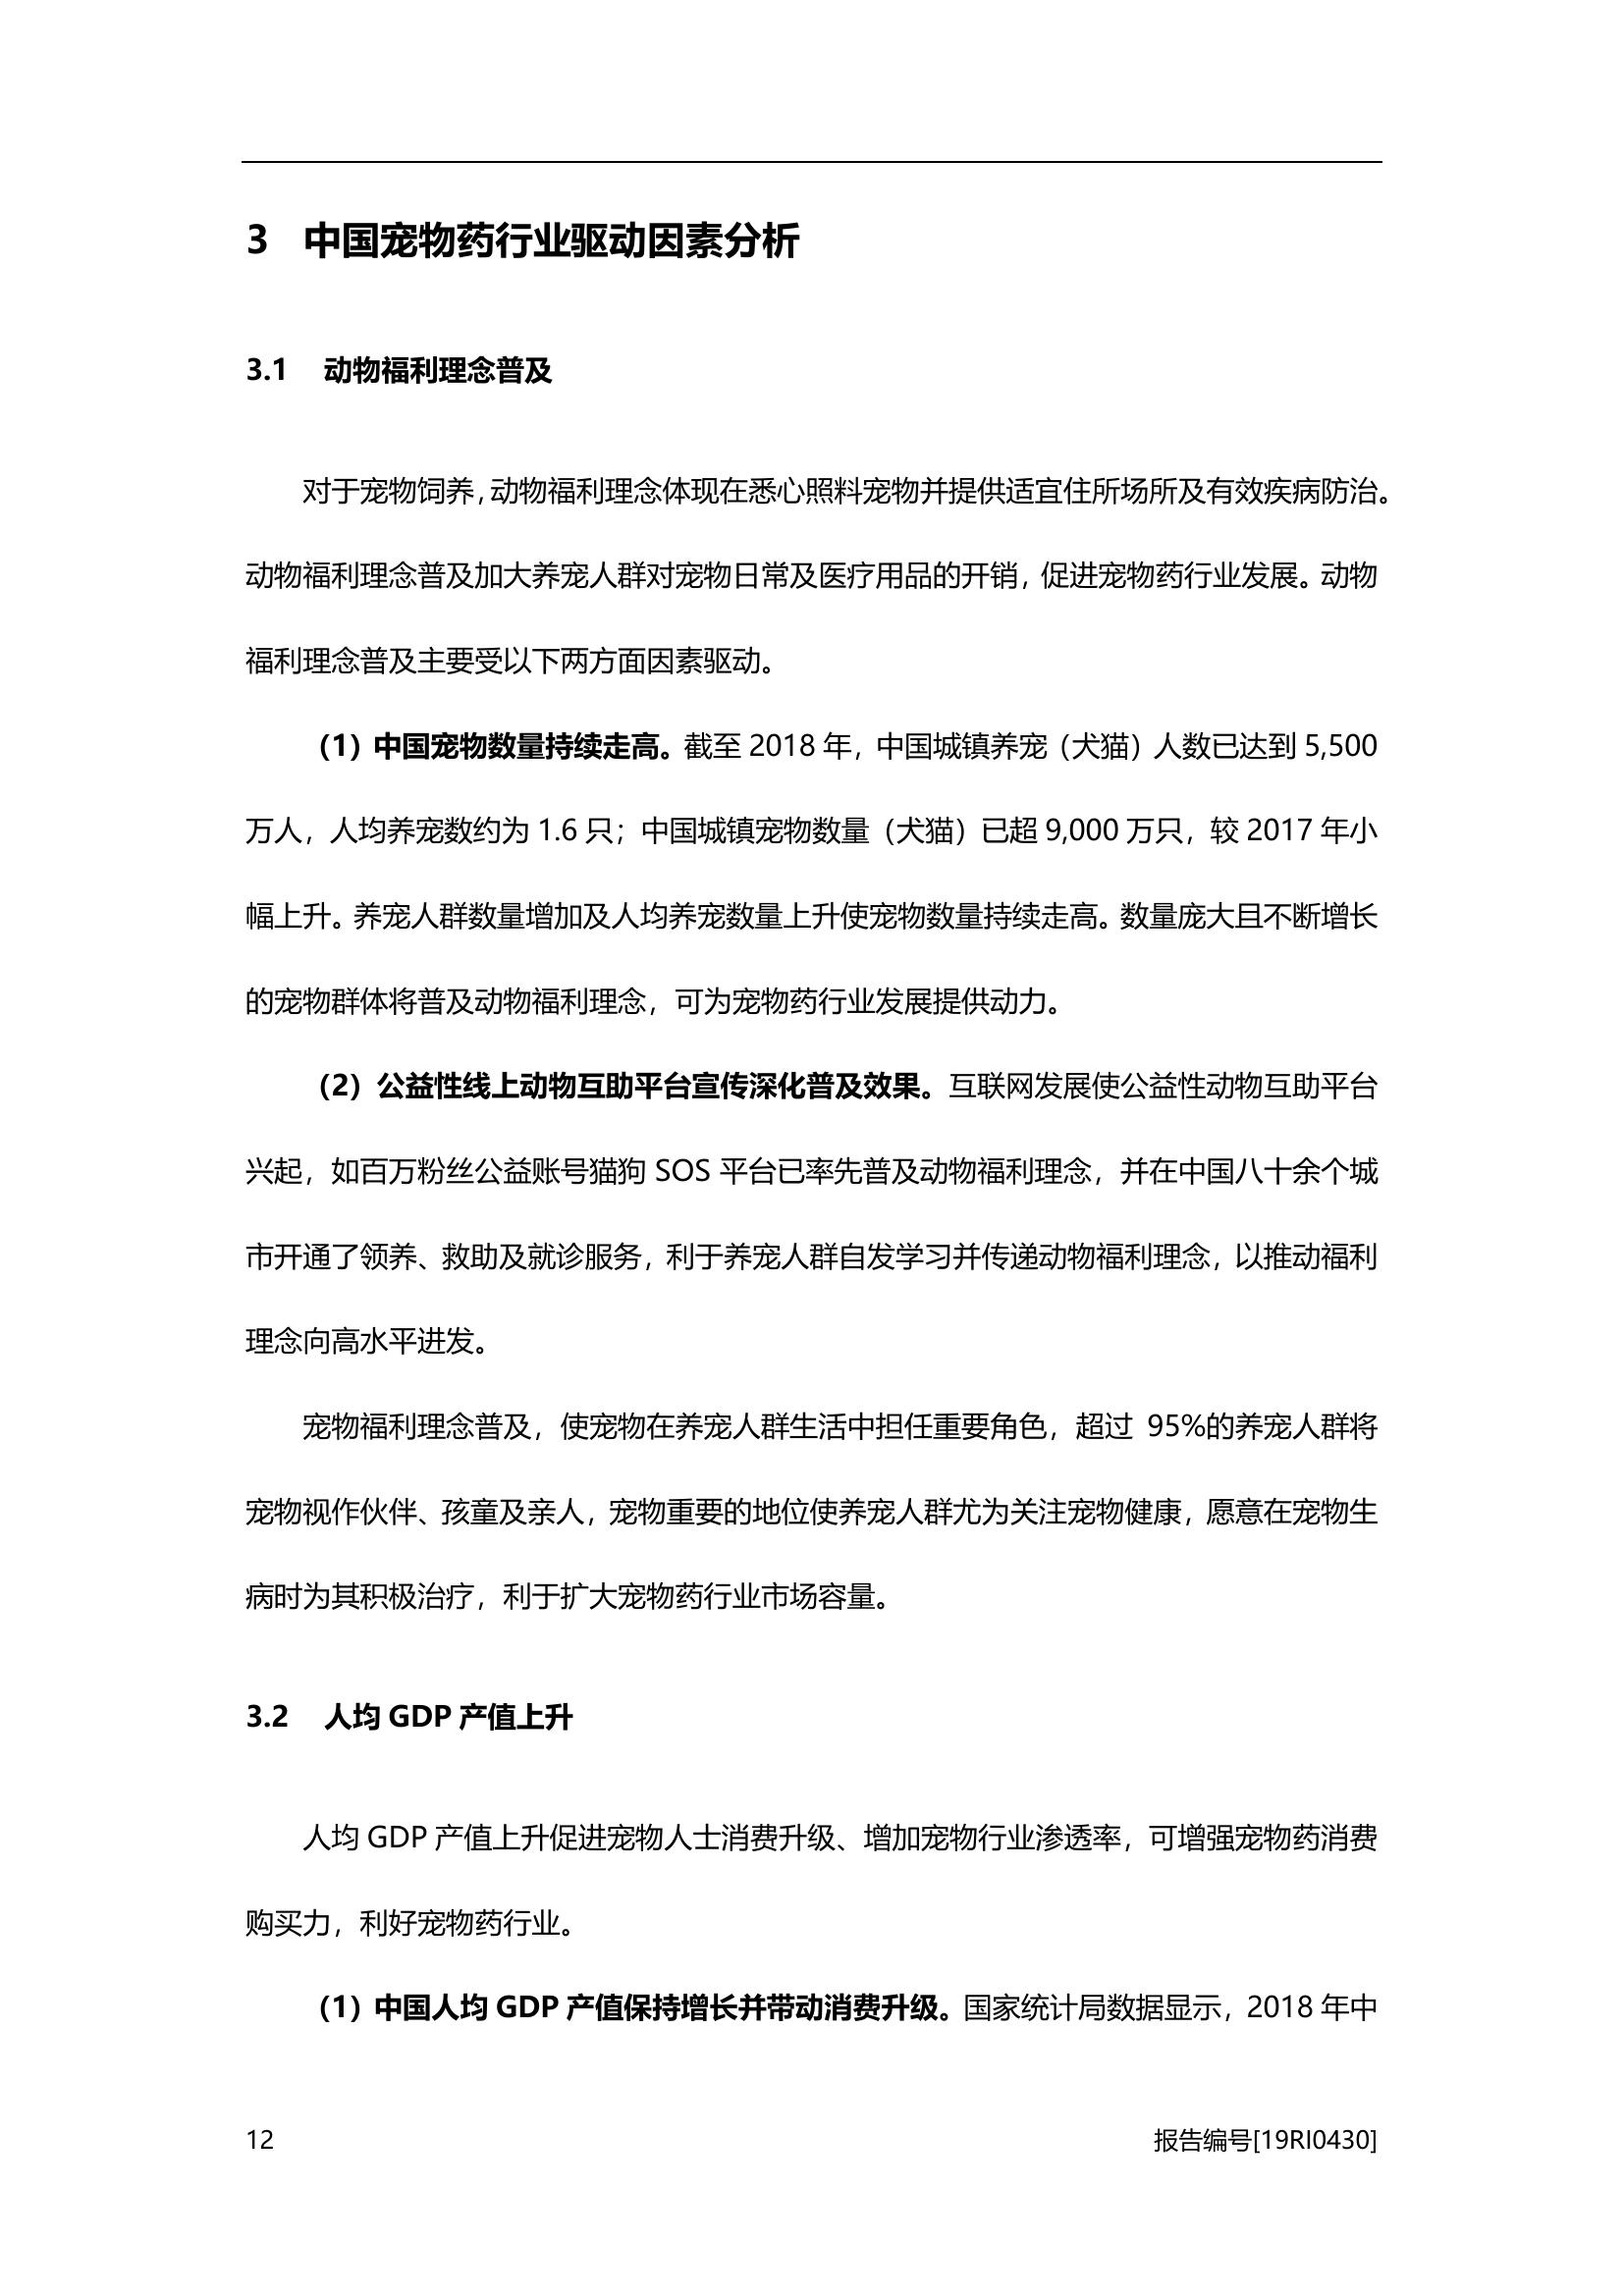 3 中国宠物药行业驱动因素分析
3.1 动物福利理念普及
对于宠物饲养，动物福利理念体现在悉心照料宠物并提供适宜住所场所及有效疾病防治。
动物福利理念普及加大养宠人群对宠物日常及医疗用品的开销，促进宠物药行业发展。动物
福利理念普及主要受以下两方面因素驱动。
（1）中国宠物数量持续走高。截至 2018 年，中国城镇养宠（犬猫）人数已达到 5,500
万人，人均养宠数约为 1.6 只；中国城镇宠物数量（犬猫）已超 9,000 万只，较 2017 年小
幅上升。养宠人群数量增加及人均养宠数量上升使宠物数量持续走高。数量庞大且不断增长
的宠物群体将普及动物福利理念，可为宠物药行业发展提供动力。
（2）公益性线上动物互助平台宣传深化普及效果。互联网发展使公益性动物互助平台
兴起，如百万粉丝公益账号猫狗 SOS 平台已率先普及动物福利理念，并在中国八十余个城
市开通了领养、救助及就诊服务，利于养宠人群自发学习并传递动物福利理念，以推动福利
理念向高水平进发。
宠物福利理念普及，使宠物在养宠人群生活中担任重要角色，超过 95%的养宠人群将
宠物视作伙伴、孩童及亲人，宠物重要的地位使养宠人群尤为关注宠物健康，愿意在宠物生
病时为其积极治疗，利于扩大宠物药行业市场容量。
3.2 人均 GDP 产值上升
人均 GDP 产值上升促进宠物人士消费升级、增加宠物行业渗透率，可增强宠物药消费
购买力，利好宠物药行业。
（1）中国人均 GDP 产值保持增长并带动消费升级。国家统计局数据显示，2018 年中
12 报告编号[19RI0430]